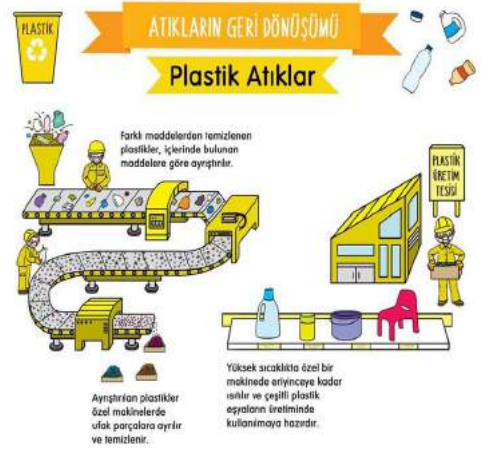 PLASTİK
ATIKLARIN GERİ DÖNÜŞÜMÜ
Plastik Atıklar
Farklı maddelerden temizlenen
plastikler, içlerinde bulunan
maddelere göre ayrıştırılır.
PLASTİK
ÜRETİM
TESİSİ
Ayrıştırılan plastikler
özel makinelerde
ufak parçalara ayrılır
ve temizlenir.
Yüksek sıcaklıkta özel bir
makinede eriyinceye kadar
ısıtılır ve çeşitli plastik
eşyaların üretiminde
kullanılmaya hazırdır.